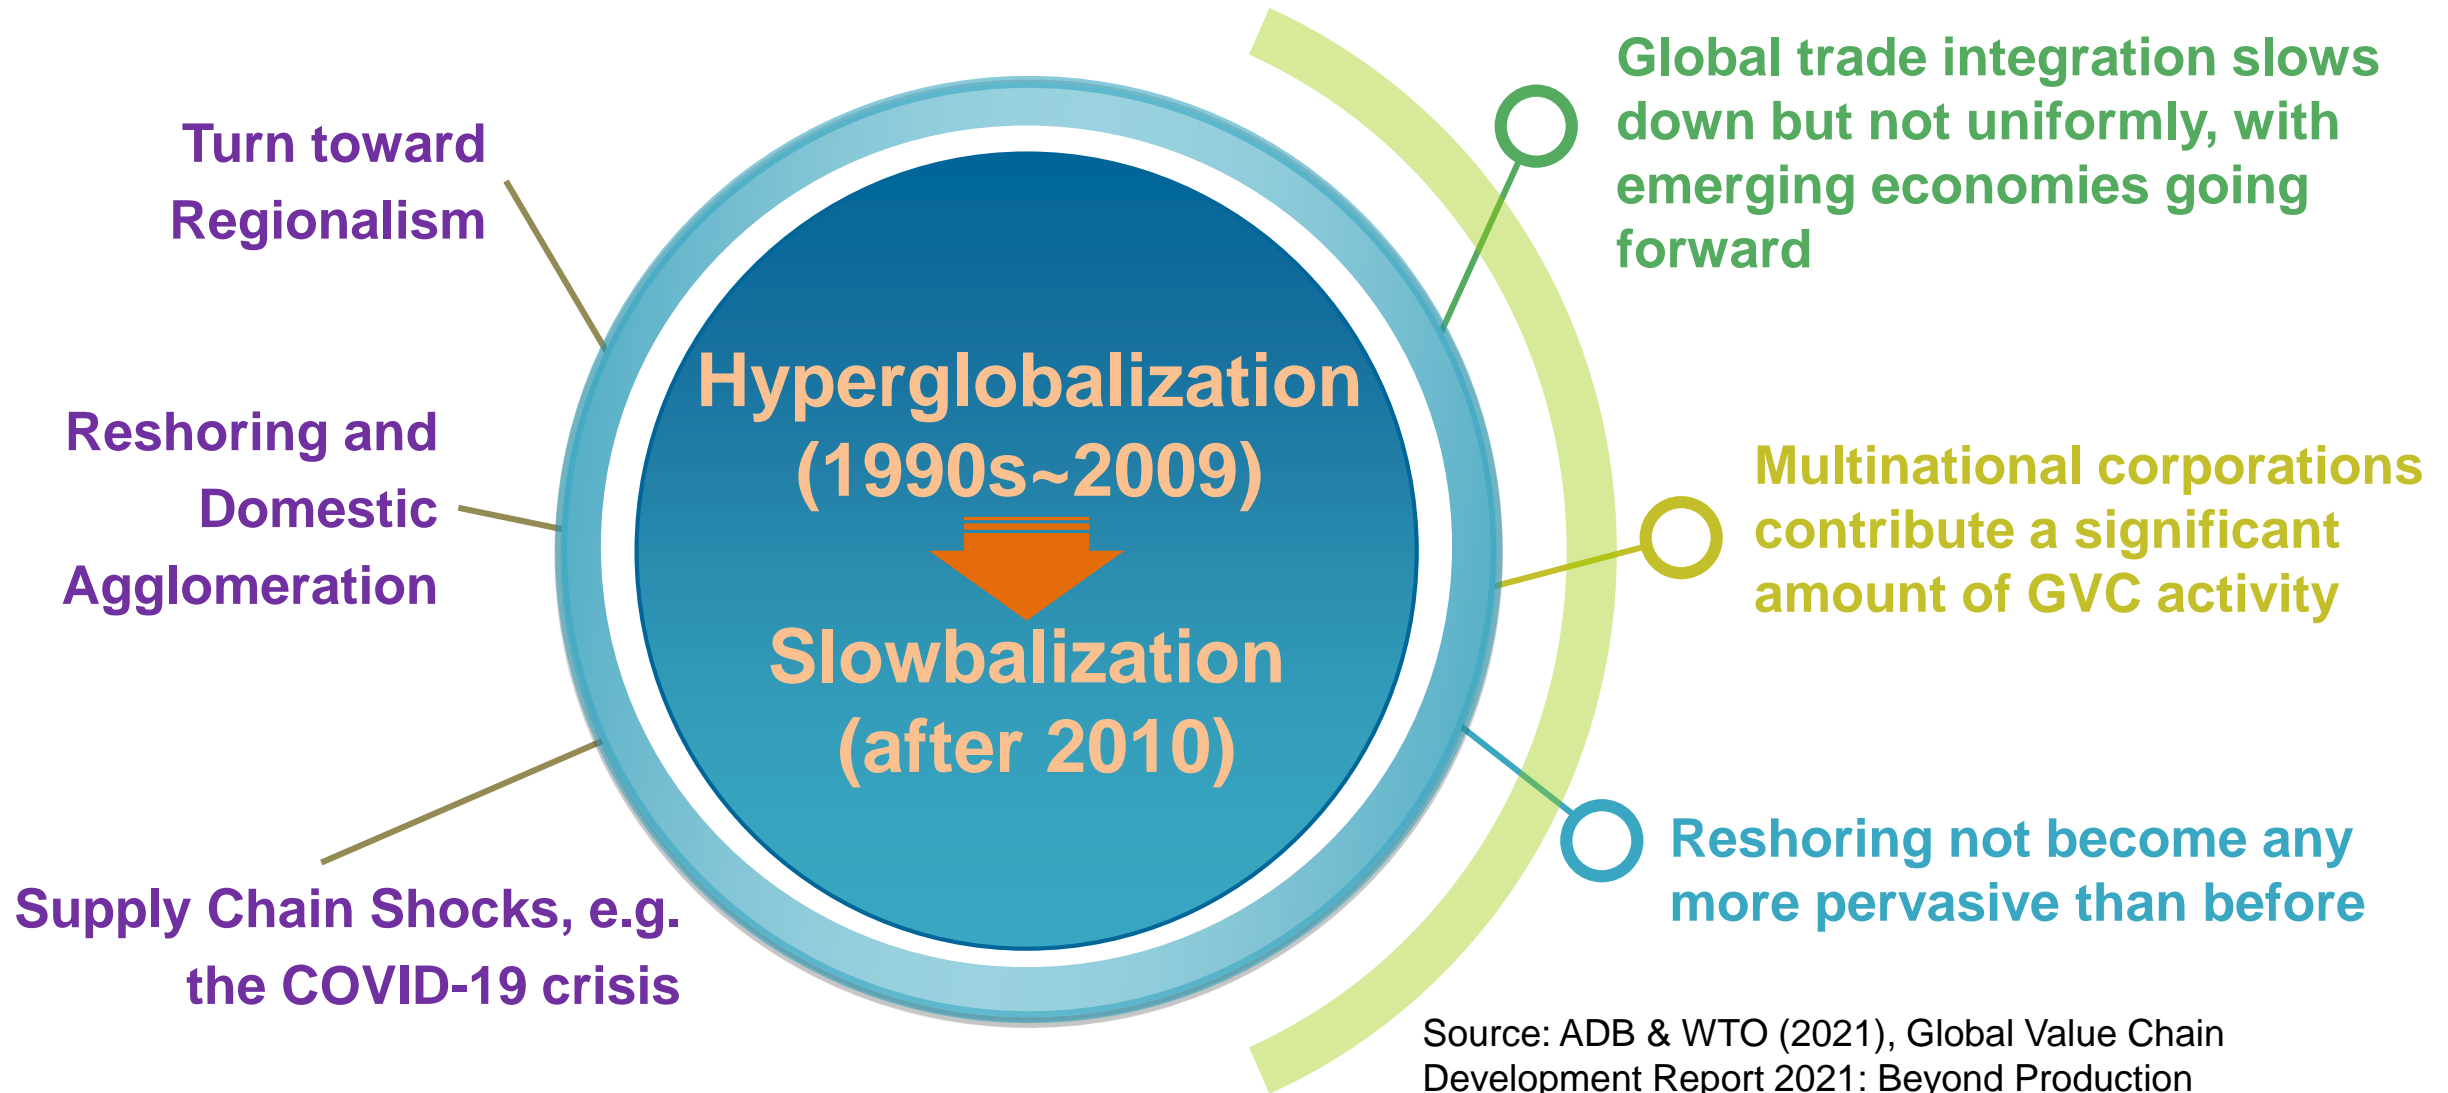 Turn toward
Regionalism
Reshoring and
Domestic
Agglomeration
Supply Chain Shocks, e.g.
the COVID-19 crisis
Hyperglobalization
(1990s~2009)
Slowbalization
(after 2010)
Global trade integration slows
down but not uniformly, with
emerging economies going
forward
Multinational corporations
contribute a significant
amount of GVC activity
Reshoring not become any
more pervasive than before
Source: ADB & WTO (2021), Global Value Chain
Development Report 2021: Beyond Production